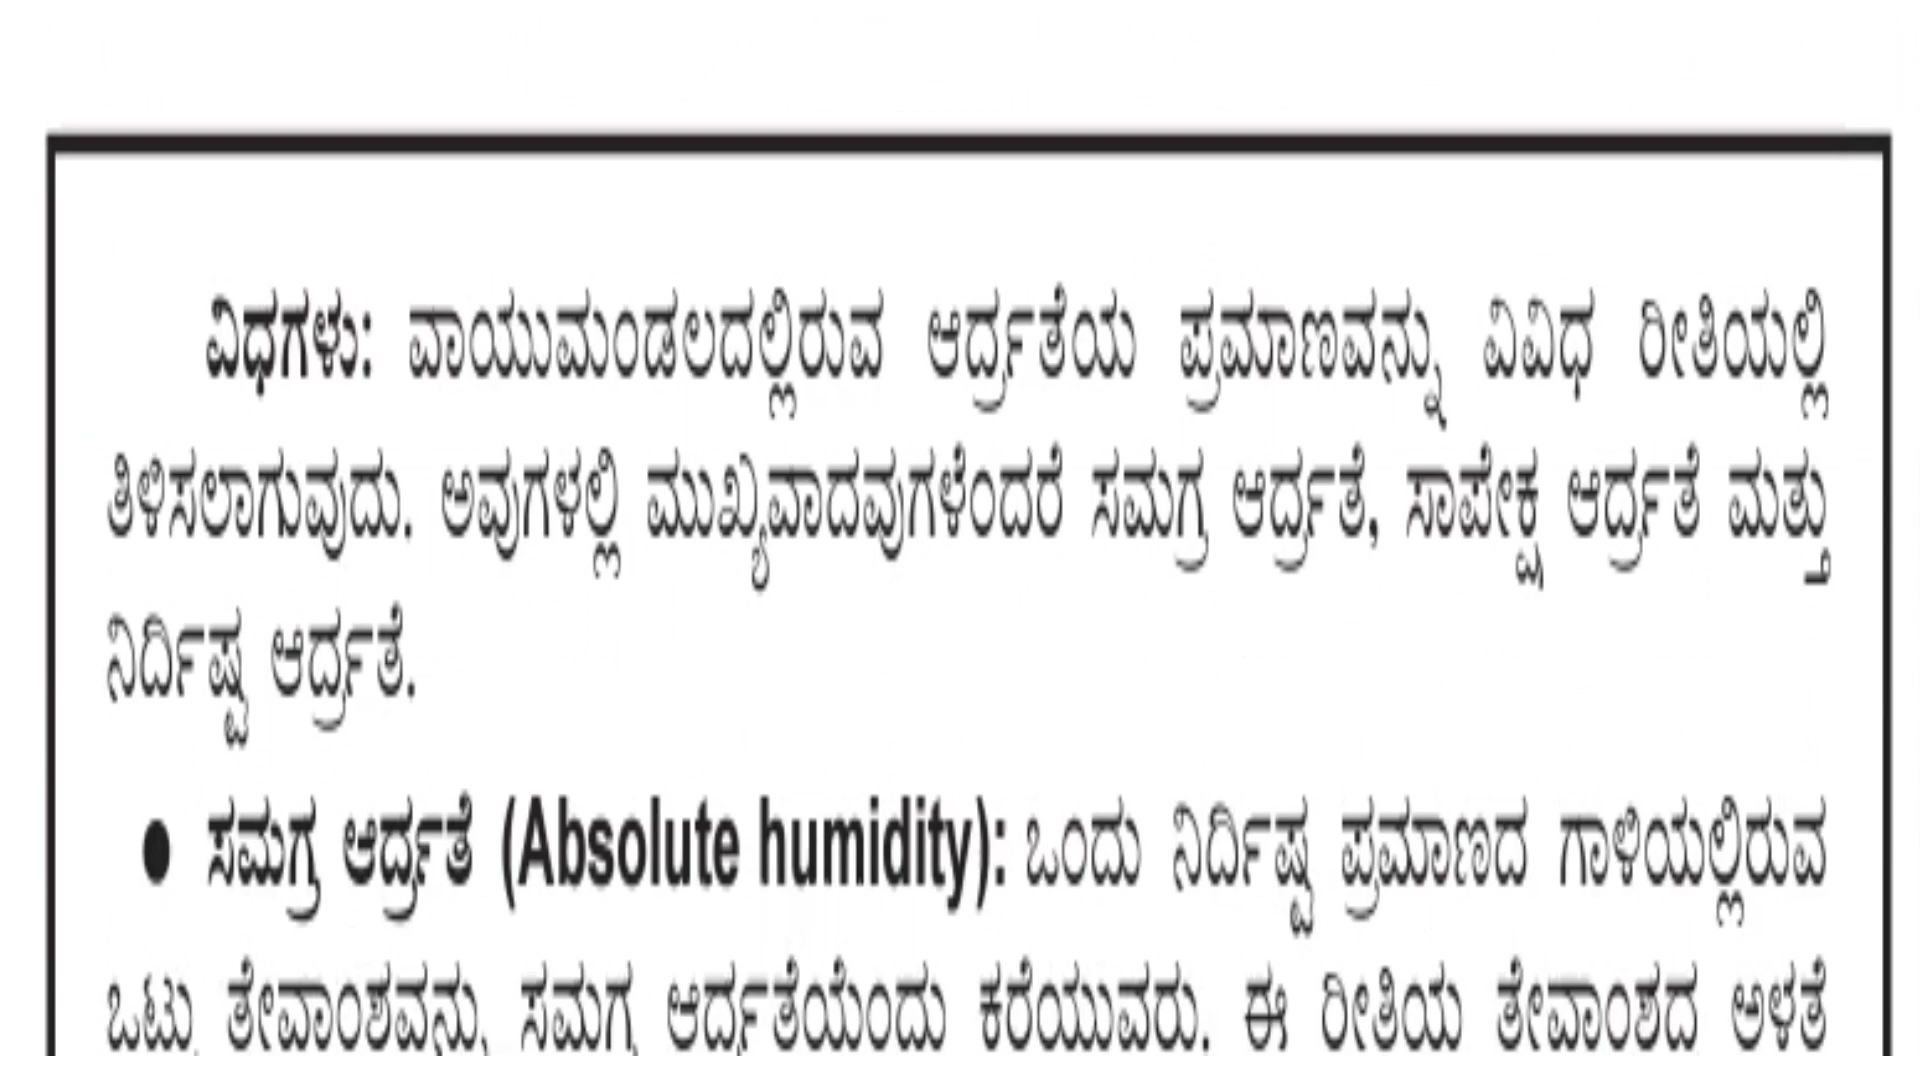 ವಿಧಗಳು: ವಾಯುಮಂಡಲದಲ್ಲಿರುವ ಆರ್ದ್ರತೆಯ ಪ್ರಮಾಣವನ್ನು ವಿವಿಧ ರೀತಿಯಲ್ಲಿ
ತಿಳಿಸಲಾಗುವುದು. ಅವುಗಳಲ್ಲಿ ಮುಖ್ಯವಾದವುಗಳೆಂದರೆ ಸಮಗ್ರ ಆರ್ದ್ರತೆ, ಸಾಪೇಕ್ಷ ಆರ್ದ್ರತೆ ಮತ್ತು
ನಿರ್ದಿಷ್ಟ ಆರ್ದ್ರತೆ.
● ಸಮಗ್ರ ಆರ್ದ್ರತೆ (Absolute humidity): ಒಂದು ನಿರ್ದಿಷ್ಟ ಪ್ರಮಾಣದ ಗಾಳಿಯಲ್ಲಿರುವ
ಒಟ್ಟು ತೇವಾಂಶವನ್ನು ಸಮಗ್ರ ಆರ್ದ್ರತೆಯೆಂದು ಕರೆಯುವರು. ಈ ರೀತಿಯ ತೇವಾಂಶದ ಅಳತೆ